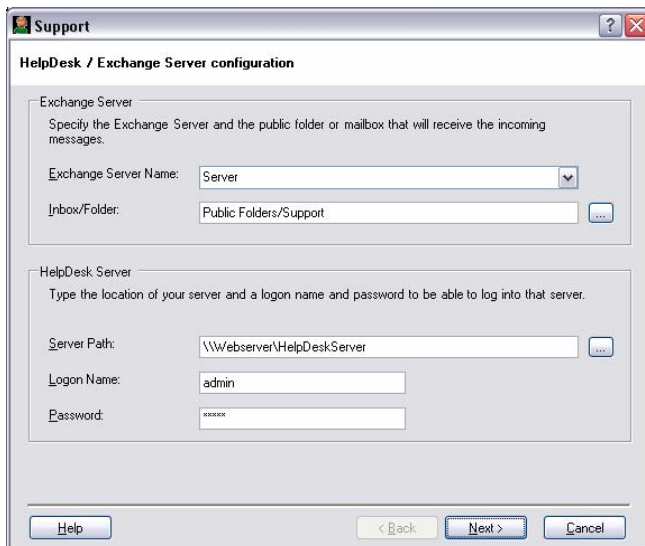 Support
HelpDesk / Exchange Server configuration
Exchange Server
Specify the Exchange Server and the public folder or mailbox that will receive the incoming
messages.
Exchange Server Name: Server
Inbox/Folder: Public Folders/Support ...
HelpDesk Server
Type the location of your server and a logon name and password to be able to log into that server.
Server Path: \\Webserver\HelpDeskServer ...
Logon Name: admin
Password: *****
Help < Back Next > Cancel